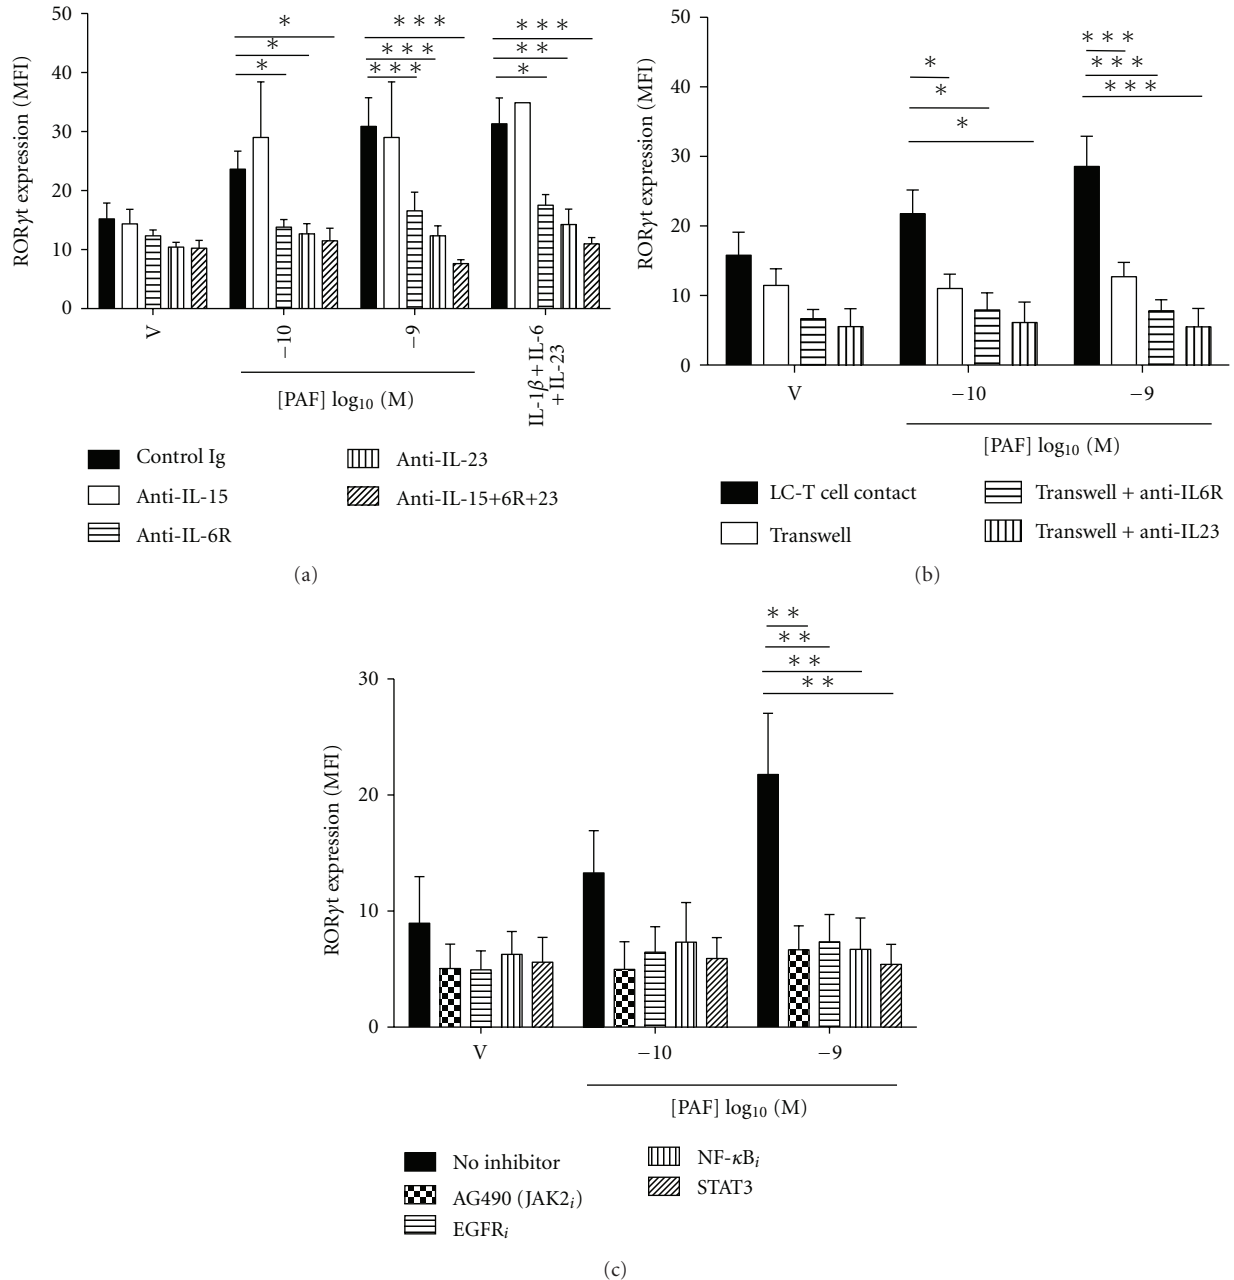 50
40
30
20
10
0
RORγt expression (MFI)
∗
∗
∗
∗ ∗ ∗
∗ ∗ ∗
∗ ∗ ∗
∗ ∗ ∗
∗ ∗
∗
V
−10
−9
IL-1β + IL-6
+ IL-23
[PAF] log10 (M)
Control Ig
Anti-IL-15
Anti-IL-6R
Anti-IL-23
Anti-IL-15+6R+23
(a)
50
40
30
20
10
0
RORγt expression (MFI)
∗
∗
∗
∗ ∗ ∗
∗ ∗ ∗
∗ ∗ ∗
V
−10
−9
[PAF] log10 (M)
LC-T cell contact
Transwell
Transwell + anti-IL6R
Transwell + anti-IL23
(b)
30
20
10
0
RORγt expression (MFI)
∗ ∗
∗ ∗
∗ ∗
∗ ∗
V
−10
−9
[PAF] log10 (M)
No inhibitor
AG490 (JAK2i)
EGFRi
NF-κBi
STAT3
(c)